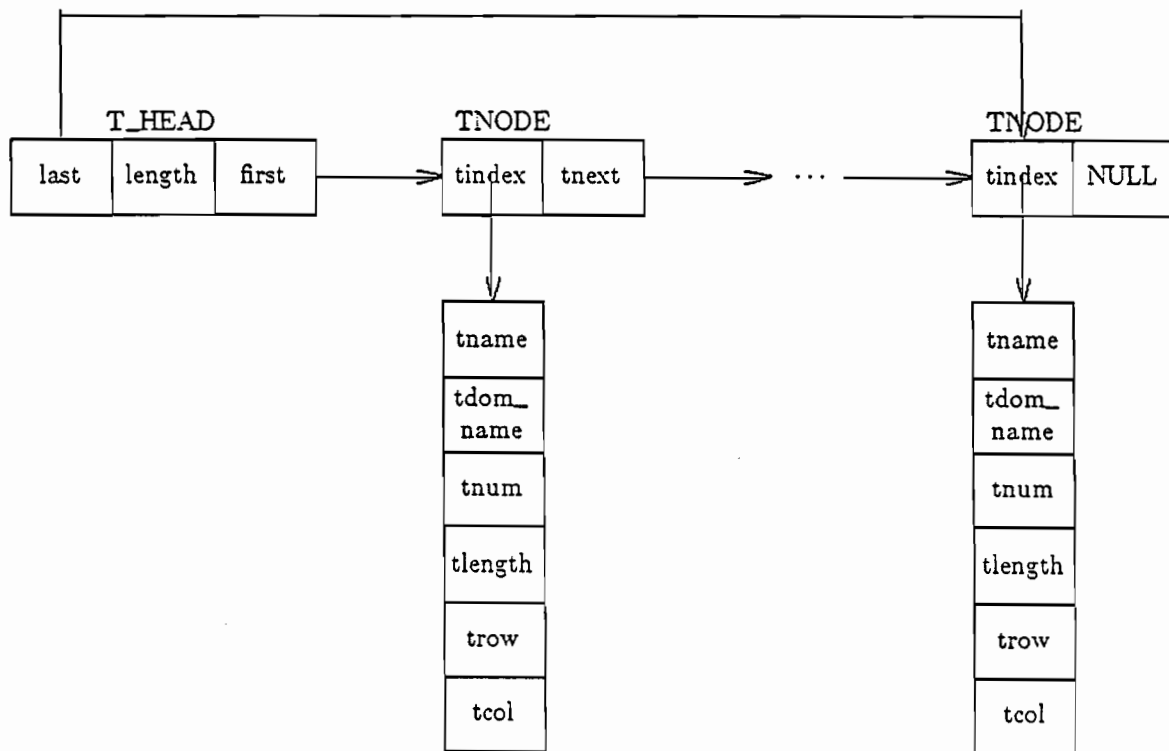 T_HEAD TNODE TNODE
last length first tindex tnext ... tindex NULL
tname tname
tdom_ tdom_
name name
tnum tnum
tlength tlength
trow trow
tcol tcol